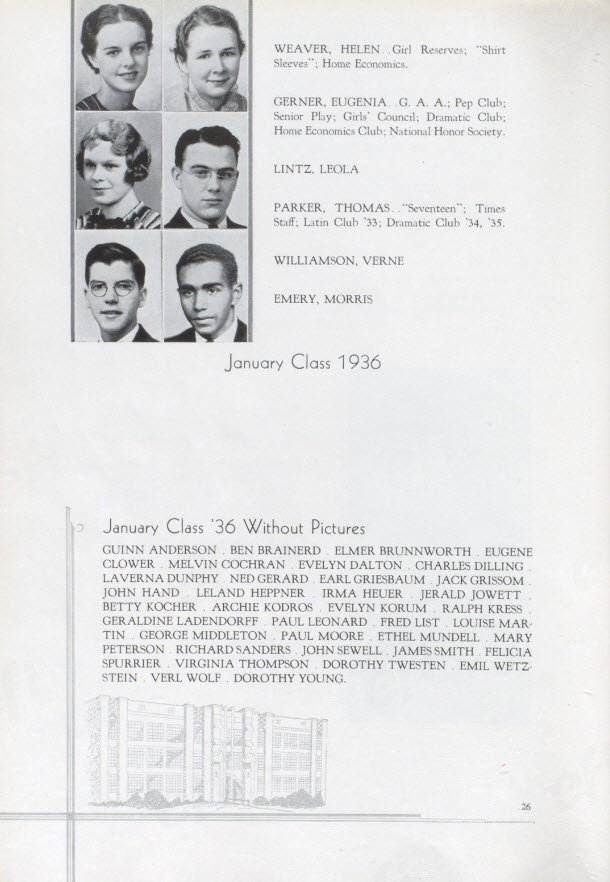 WEAVER, HELEN. .Girl Reserves; "Shirt
Sleeves"; Home Economics.
GERNER, EUGENIA. .G. A. A.; Pep Club;
Senior Play; Girls' Council; Dramatic Club;
Home Economics Club; National Honor Society.
LINTZ, LEOLA
PARKER, THOMAS. ."Seventeen"; Times
Staff; Latin Club '33; Dramatic Club '34, '35.
WILLIAMSON, VERNE
EMERY, MORRIS
January Class 1936
January Class '36 Without Pictures
GUINN ANDERSON . BEN BRAINERD . ELMER BRUNNWORTH . EUGENE
CLOWER . MELVIN COCHRAN . EVELYN DALTON . CHARLES DILLING .
LAVERNA DUNPHY . NED GERARD . EARL GRIESBAUM . JACK GRISSOM .
JOHN HAND . LELAND HEPPNER . IRMA HEUER . JERALD JOWETT .
BETTY KOCHER . ARCHIE KODROS . EVELYN KORUM . RALPH KRESS .
GERALDINE LADENDORFF . PAUL LEONARD . FRED LIST . LOUISE MAR-
TIN . GEORGE MIDDLETON . PAUL MOORE . ETHEL MUNDELL . MARY
PETERSON . RICHARD SANDERS . JOHN SEWELL . JAMES SMITH . FELICIA
SPURRIER . VIRGINIA THOMPSON . DOROTHY TWESTEN . EMIL WETZ-
STEIN . VERL WOLF . DOROTHY YOUNG.
26